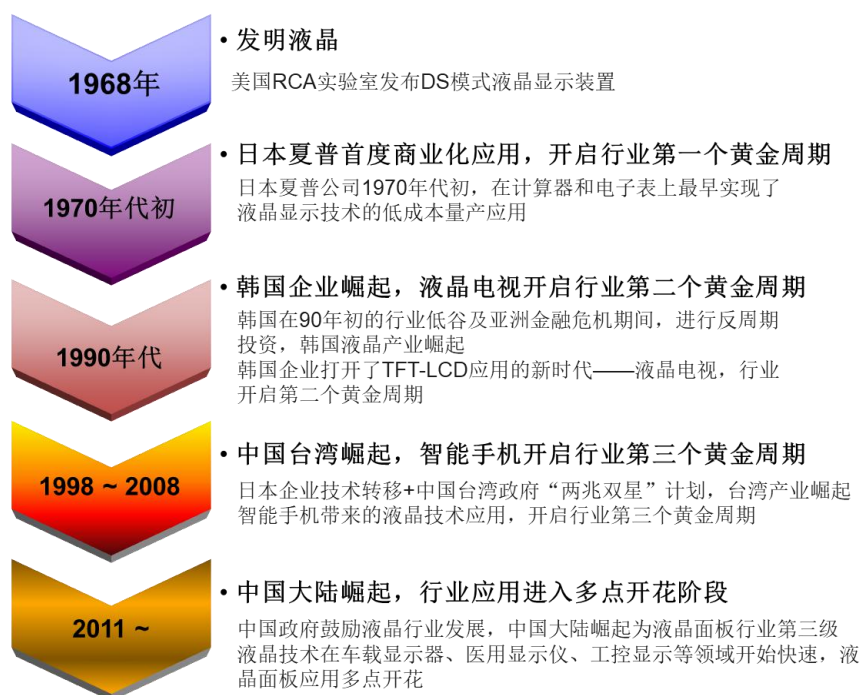 1968年
• 发明液晶
美国RCA实验室发布DS模式液晶显示装置
1970年代初
• 日本夏普首度商业化应用，开启行业第一个黄金周期
日本夏普公司1970年代初，在计算器和电子表上最早实现了
液晶显示技术的低成本量产应用
1990年代
• 韩国企业崛起，液晶电视开启行业第二个黄金周期
韩国在90年初的行业低谷及亚洲金融危机期间，进行反周期
投资，韩国液晶产业崛起
韩国企业打开了TFT-LCD应用的新时代——液晶电视，行业
开启第二个黄金周期
1998 ~ 2008
• 中国台湾崛起，智能手机开启行业第三个黄金周期
日本企业技术转移+中国台湾政府“两兆双星”计划，台湾产业崛起
智能手机带来的液晶技术应用，开启行业第三个黄金周期
2011 ~
• 中国大陆崛起，行业应用进入多点开花阶段
中国政府鼓励液晶行业发展，中国大陆崛起为液晶面板行业第三级
液晶技术在车载显示器、医用显示仪、工控显示等领域开始快速，液
晶面板应用多点开花